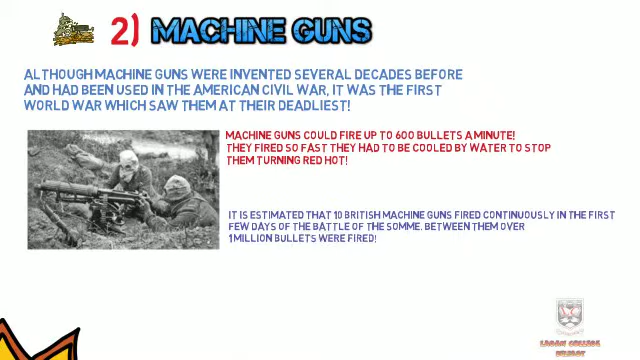 2) MACHINE GUNS
ALTHOUGH MACHINE GUNS WERE INVENTED SEVERAL DECADES BEFORE
AND HAD BEEN USED IN THE AMERICAN CIVIL WAR, IT WAS THE FIRST
WORLD WAR WHICH SAW THEM AT THEIR DEADLIEST!
MACHINE GUNS COULD FIRE UP TO 600 BULLETS A MINUTE!
THEY FIRED SO FAST THEY HAD TO BE COOLED BY WATER TO STOP
THEM TURNING RED HOT!
IT IS ESTIMATED THAT 10 BRITISH MACHINE GUNS FIRED CONTINUOUSLY IN THE FIRST
FEW DAYS OF THE BATTLE OF THE SOMME. BETWEEN THEM OVER
1 MILLION BULLETS WERE FIRED!
LAGAN COLLEGE